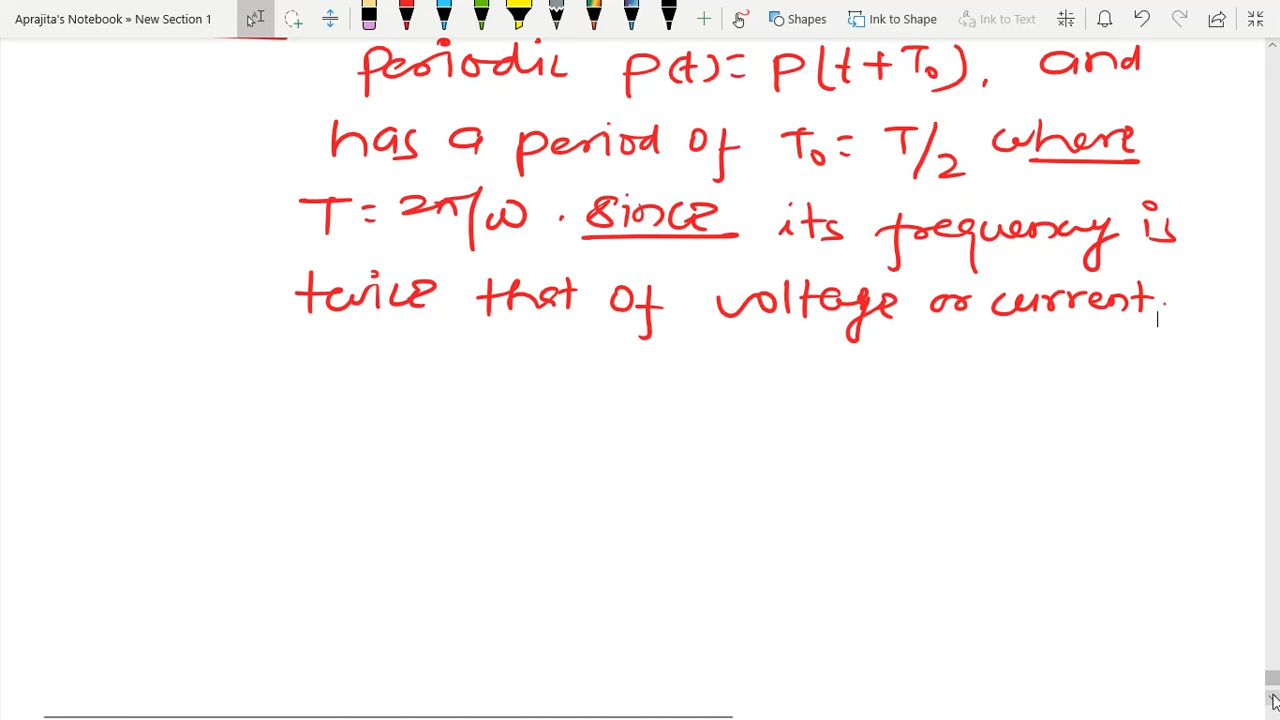 Aprajita's Notebook » New Section 1 Shapes Ink to Shape Ink to Text
periodic p(t) = p(t + T₀), and
has a period of T₀ = T/2 where
T = 2π/ω . since its frequency is
twice that of voltage or current.